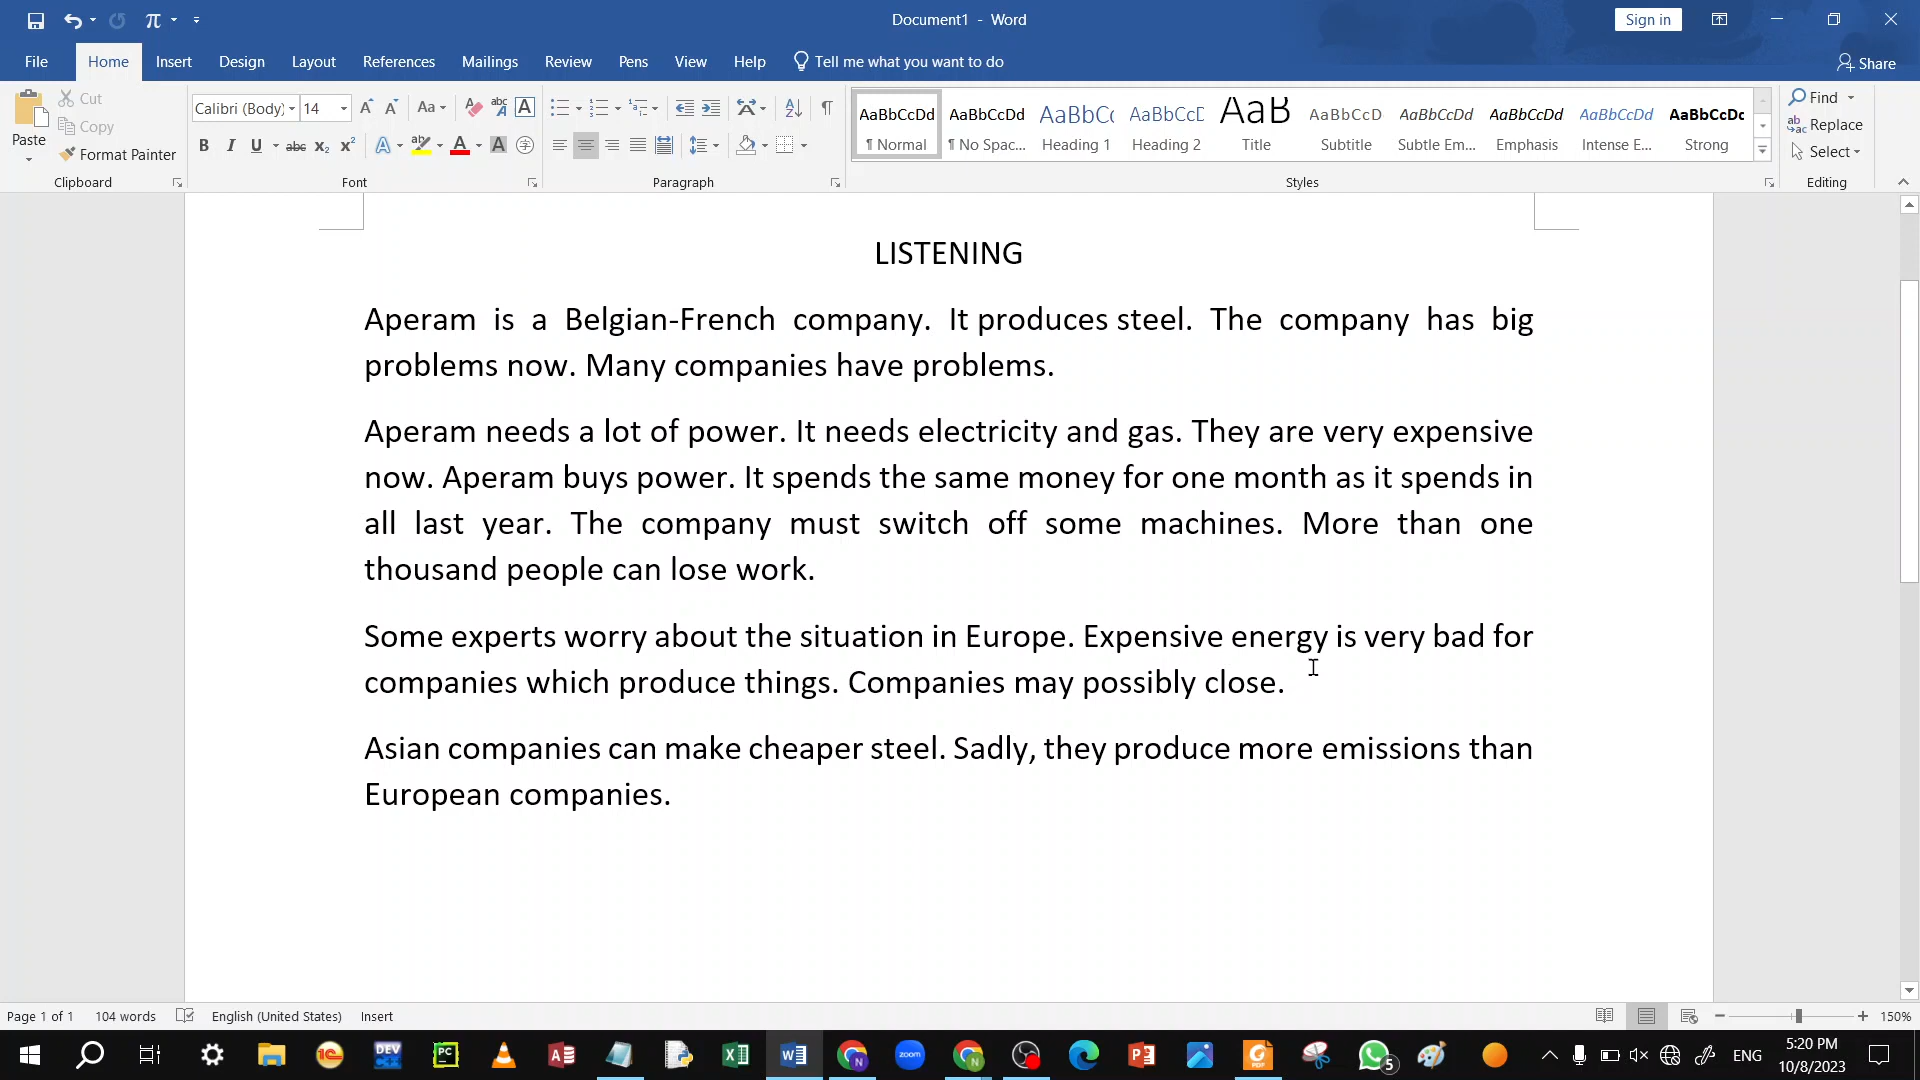 Document1 - Word
Sign in
File Home Insert Design Layout References Mailings Review Pens View Help Tell me what you want to do Share
Paste
Cut
Copy
Format Painter
Calibri (Body) 14
AaBbCcDd AaBbCcDd AaBbCc AaBbCcD AaB AaBbCcD AaBbCcDd AaBbCcDd AaBbCcDd AaBbCcDc
¶ Normal ¶ No Spac... Heading 1 Heading 2 Title Subtitle Subtle Em... Emphasis Intense E... Strong
Find
Replace
Select
Clipboard Font Paragraph Styles Editing
LISTENING
Aperam is a Belgian-French company. It produces steel. The company has big
problems now. Many companies have problems.
Aperam needs a lot of power. It needs electricity and gas. They are very expensive
now. Aperam buys power. It spends the same money for one month as it spends in
all last year. The company must switch off some machines. More than one
thousand people can lose work.
Some experts worry about the situation in Europe. Expensive energy is very bad for
companies which produce things. Companies may possibly close.
Asian companies can make cheaper steel. Sadly, they produce more emissions than
European companies.
Page 1 of 1 104 words English (United States) Insert 150%
ENG
5:20 PM
10/8/2023